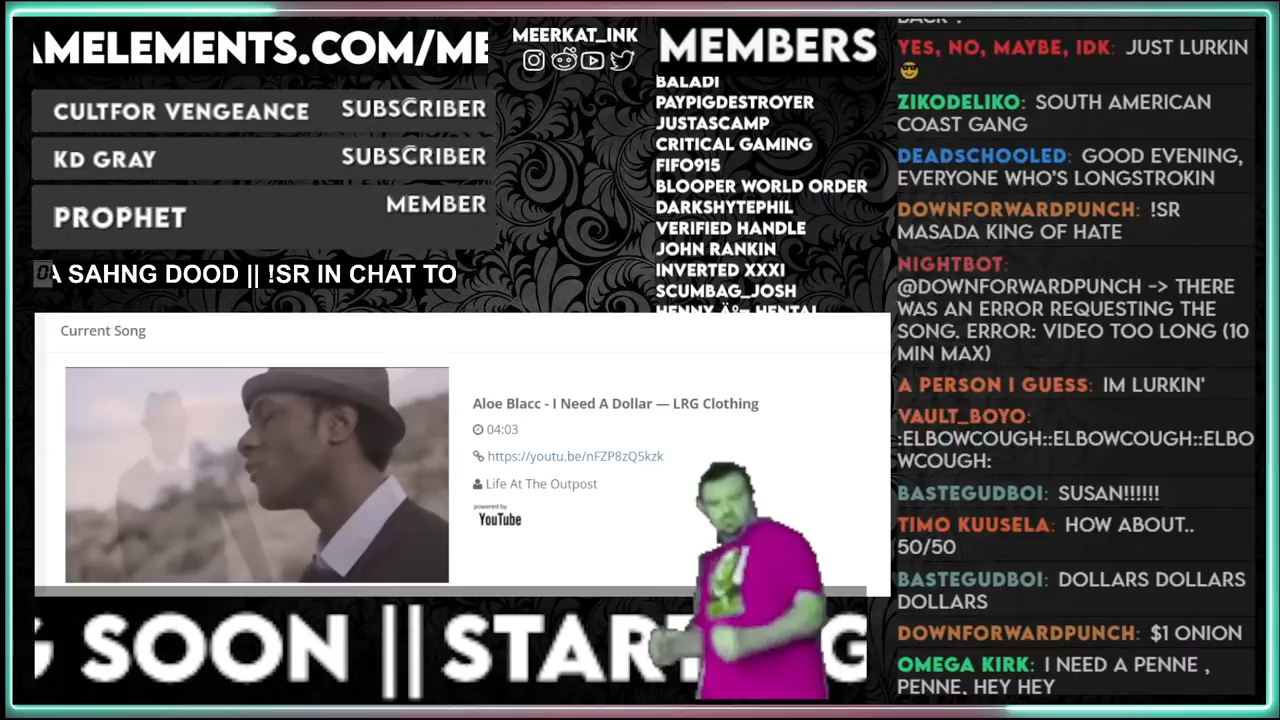 AMELEMENTS.COM/ME
CULTFOR VENGEANCE SUBSCRIBER
KD GRAY SUBSCRIBER
PROPHET MEMBER
A SAHNG DOOD || !SR IN CHAT TO
MEERKAT_INK
MEMBERS
BALADI
PAYPIGDESTROYER
JUSTASCAMP
CRITICAL GAMING
FIFO915
BLOOPER WORLD ORDER
DARKSHYTEPHIL
VERIFIED HANDLE
JOHN RANKIN
INVERTED XXXI
SCUMBAG_JOSH
Current Song
Aloe Blacc - I Need A Dollar — LRG Clothing
04:03
https://youtu.be/nFZP8zQ5kzk
Life At The Outpost
powered by
YouTube
G SOON || START G
BACK .
YES, NO, MAYBE, IDK: JUST LURKIN
😎
ZIKODELIKO: SOUTH AMERICAN
COAST GANG
DEADSCHOOLED: GOOD EVENING,
EVERYONE WHO'S LONGSTROKIN
DOWNFORWARDPUNCH: !SR
MASADA KING OF HATE
NIGHTBOT:
@DOWNFORWARDPUNCH -> THERE
WAS AN ERROR REQUESTING THE
SONG. ERROR: VIDEO TOO LONG (10
MIN MAX)
A PERSON I GUESS: IM LURKIN'
VAULT_BOYO:
:ELBOWCOUGH::ELBOWCOUGH::ELBO
WCOUGH:
BASTEGUDBOI: SUSAN!!!!!!
TIMO KUUSELA: HOW ABOUT..
50/50
BASTEGUDBOI: DOLLARS DOLLARS
DOLLARS
DOWNFORWARDPUNCH: $1 ONION
OMEGA KIRK: I NEED A PENNE ,
PENNE, HEY HEY